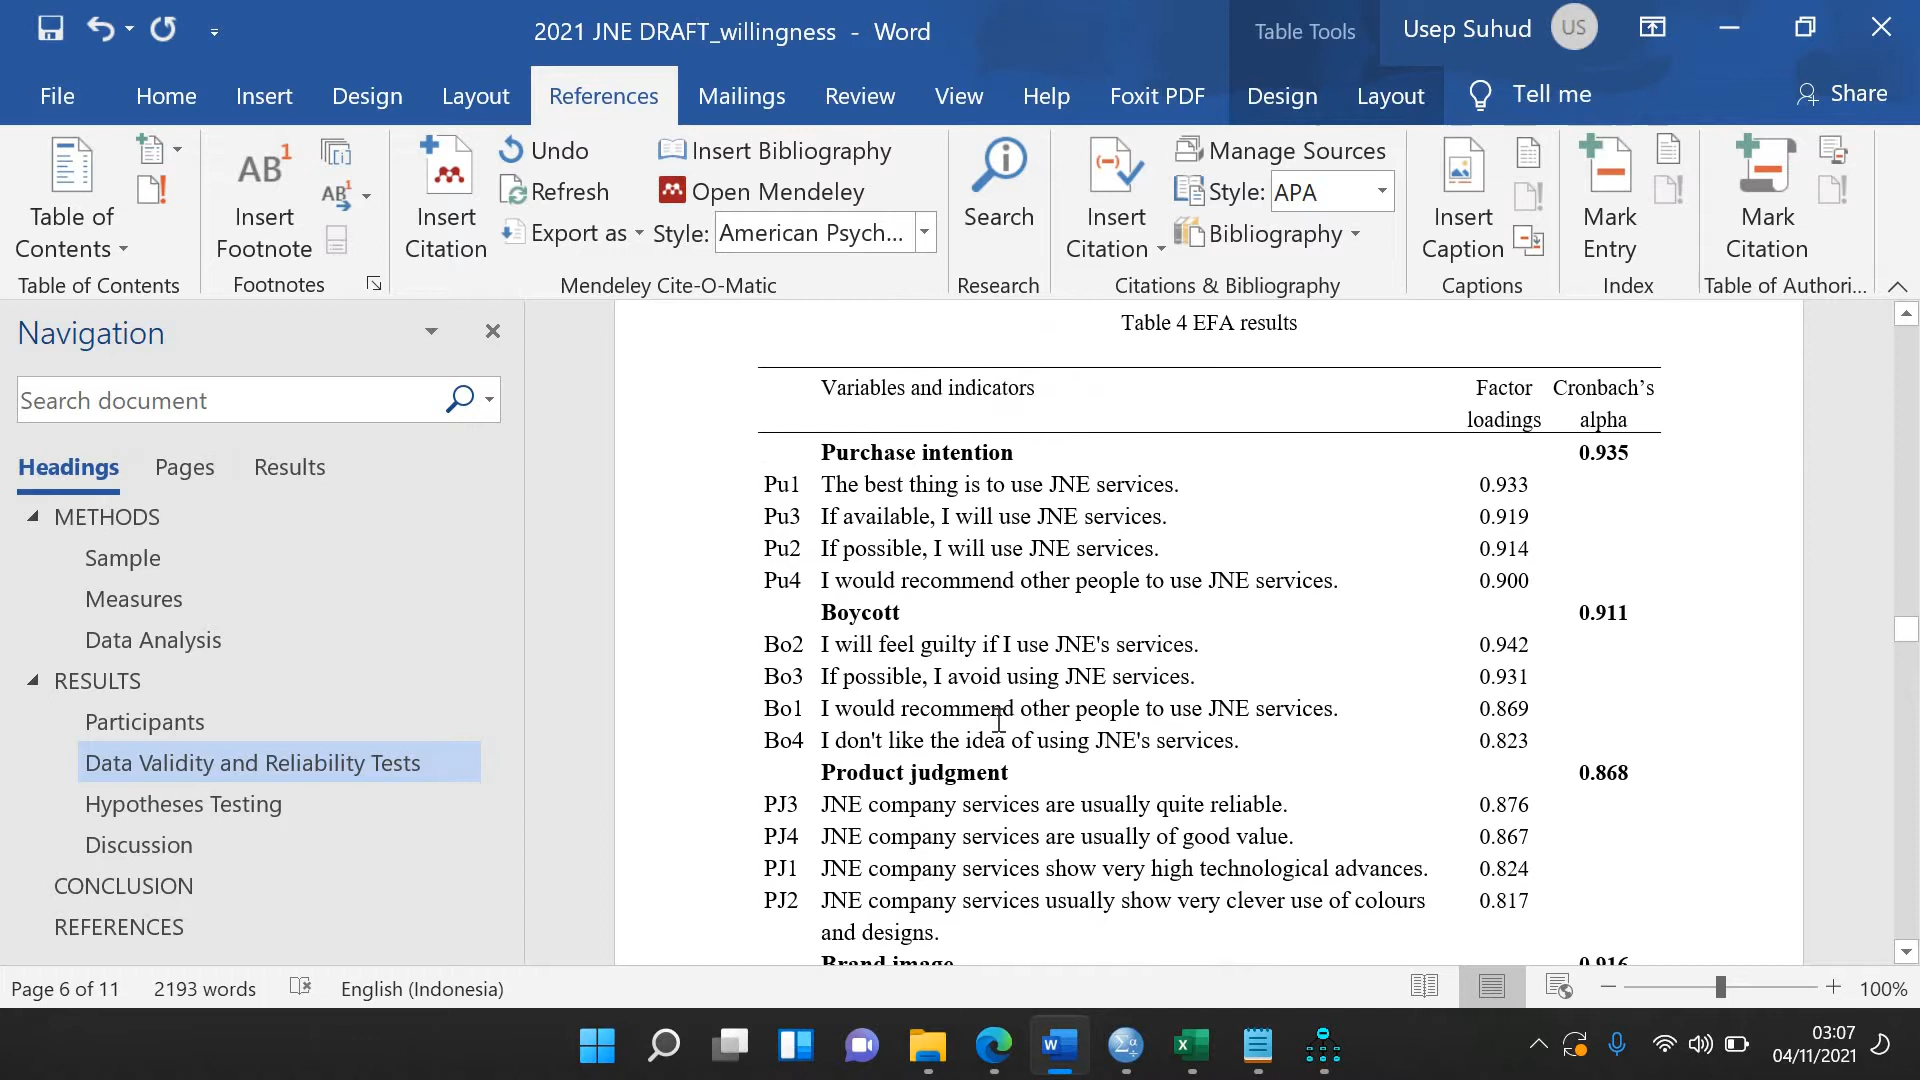 2021 JNE DRAFT_willingness - Word
Table Tools
Usep Suhud
US
File Home Insert Design Layout References Mailings Review View Help Foxit PDF Design Layout Tell me Share
Table of Contents
Table of Contents
AB1
Insert Footnote
AB1
Footnotes
Insert Citation
Undo
Refresh
Export as
Insert Bibliography
Open Mendeley
Style: American Psych...
Mendeley Cite-O-Matic
Search
Research
Insert Citation
Manage Sources
Style: APA
Bibliography
Citations & Bibliography
Insert Caption
Captions
Mark Entry
Index
Mark Citation
Table of Authori...
Navigation
Search document
Headings Pages Results
METHODS
Sample
Measures
Data Analysis
RESULTS
Participants
Data Validity and Reliability Tests
Hypotheses Testing
Discussion
CONCLUSION
REFERENCES
Table 4 EFA results
Variables and indicators Factor loadings Cronbach’s alpha
Purchase intention 0.935
Pu1 The best thing is to use JNE services. 0.933
Pu3 If available, I will use JNE services. 0.919
Pu2 If possible, I will use JNE services. 0.914
Pu4 I would recommend other people to use JNE services. 0.900
Boycott 0.911
Bo2 I will feel guilty if I use JNE's services. 0.942
Bo3 If possible, I avoid using JNE services. 0.931
Bo1 I would recommend other people to use JNE services. 0.869
Bo4 I don't like the idea of using JNE's services. 0.823
Product judgment 0.868
PJ3 JNE company services are usually quite reliable. 0.876
PJ4 JNE company services are usually of good value. 0.867
PJ1 JNE company services show very high technological advances. 0.824
PJ2 JNE company services usually show very clever use of colours 0.817
and designs.
Brand image 0.916
Page 6 of 11 2193 words English (Indonesia) 100%
03:07
04/11/2021